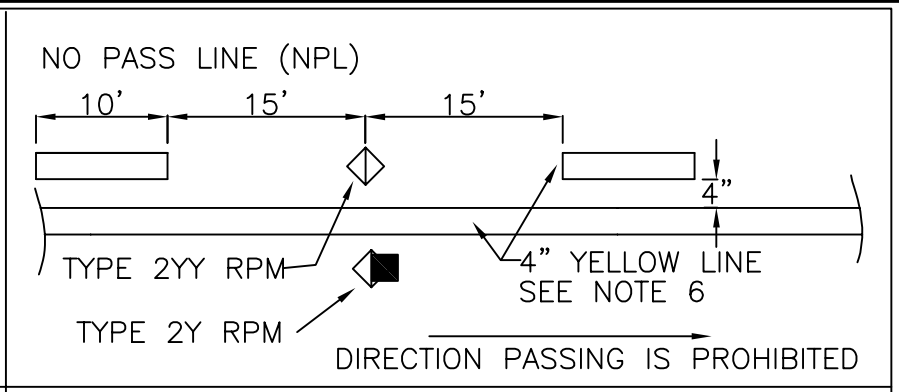 NO PASS LINE (NPL)
10'
15'
15'
4"
TYPE 2YY RPM
4" YELLOW LINE
SEE NOTE 6
TYPE 2Y RPM
DIRECTION PASSING IS PROHIBITED